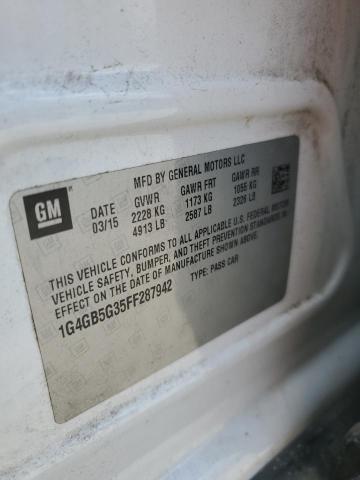 MFD BY GENERAL MOTORS LLC
GM
DATE GVWR GAWR FRT GAWR RR
03/15 2228 KG 1173 KG 1055 KG
4913 LB 2587 LB 2326 LB
THIS VEHICLE CONFORMS TO ALL APPLICABLE U.S. FEDERAL MOTOR
VEHICLE SAFETY, BUMPER, AND THEFT PREVENTION STANDARDS IN
EFFECT ON THE DATE OF MANUFACTURE SHOWN ABOVE.
1G4GB5G35FF287942 TYPE: PASS CAR